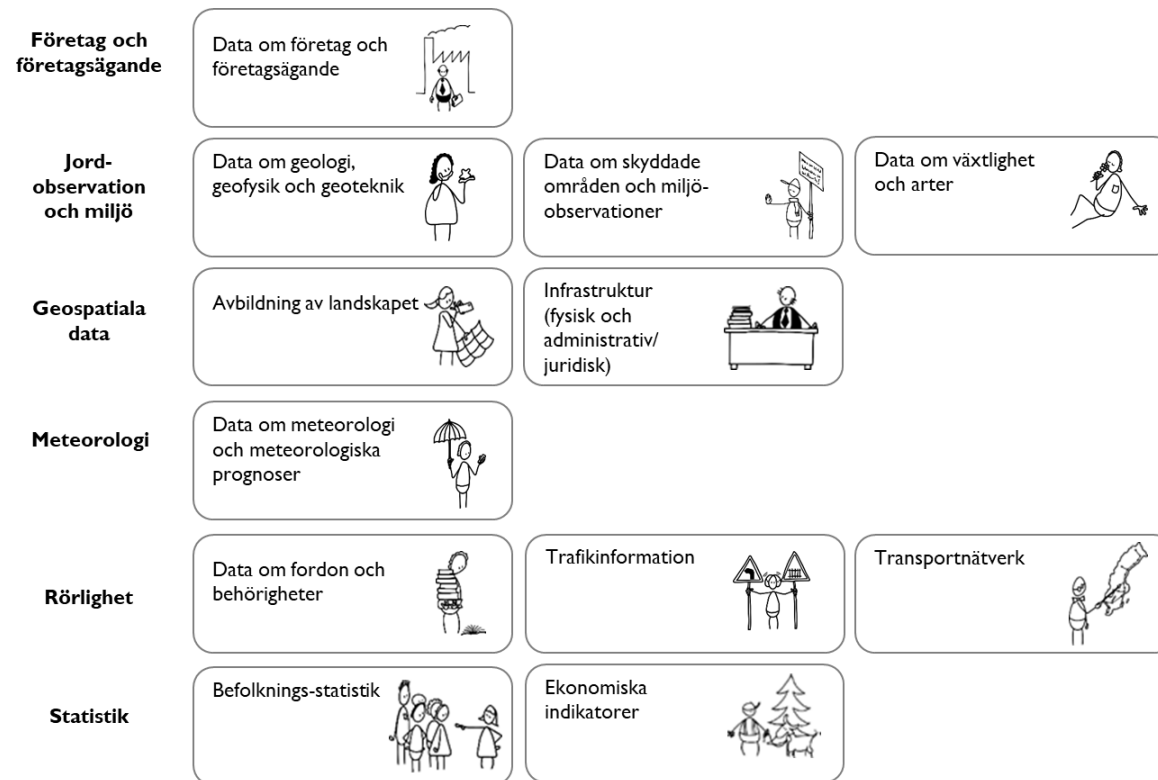 Företag och
företagsägande
Data om företag och
företagsägande
Jord-
observation
och miljö
Data om geologi,
geofysik och geoteknik
Data om skyddade
områden och miljö-
observationer
Data om växtlighet
och arter
Geospatiala
data
Avbildning av landskapet
Infrastruktur
(fysisk och
administrativ/
juridisk)
Meteorologi
Data om meteorologi
och meteorologiska
prognoser
Rörlighet
Data om fordon och
behörigheter
Trafikinformation
Transportnätverk
Statistik
Befolknings-statistik
Ekonomiska
indikatorer